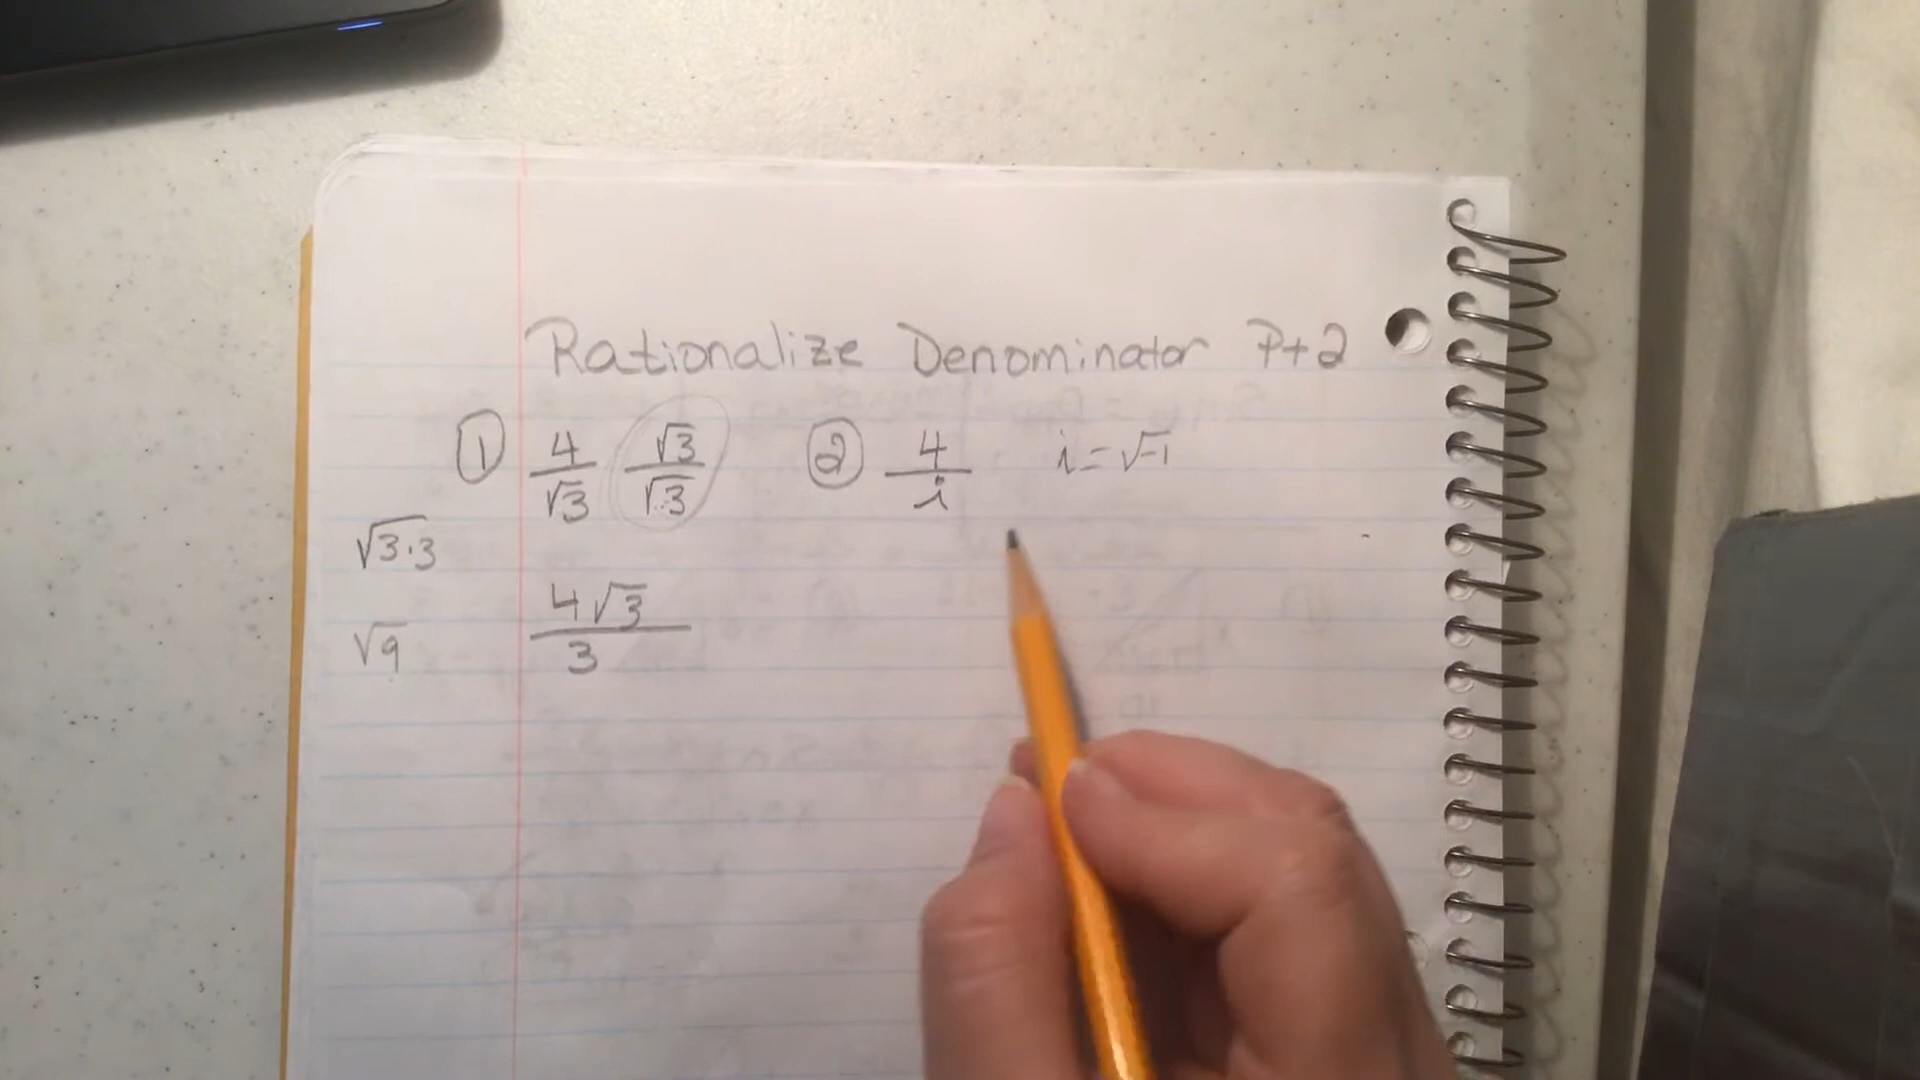 Rationalize Denominator Pt 2
① 4/√3 √3/√3 ② 4/i i=√-1
√3·3
4√3/3
√9